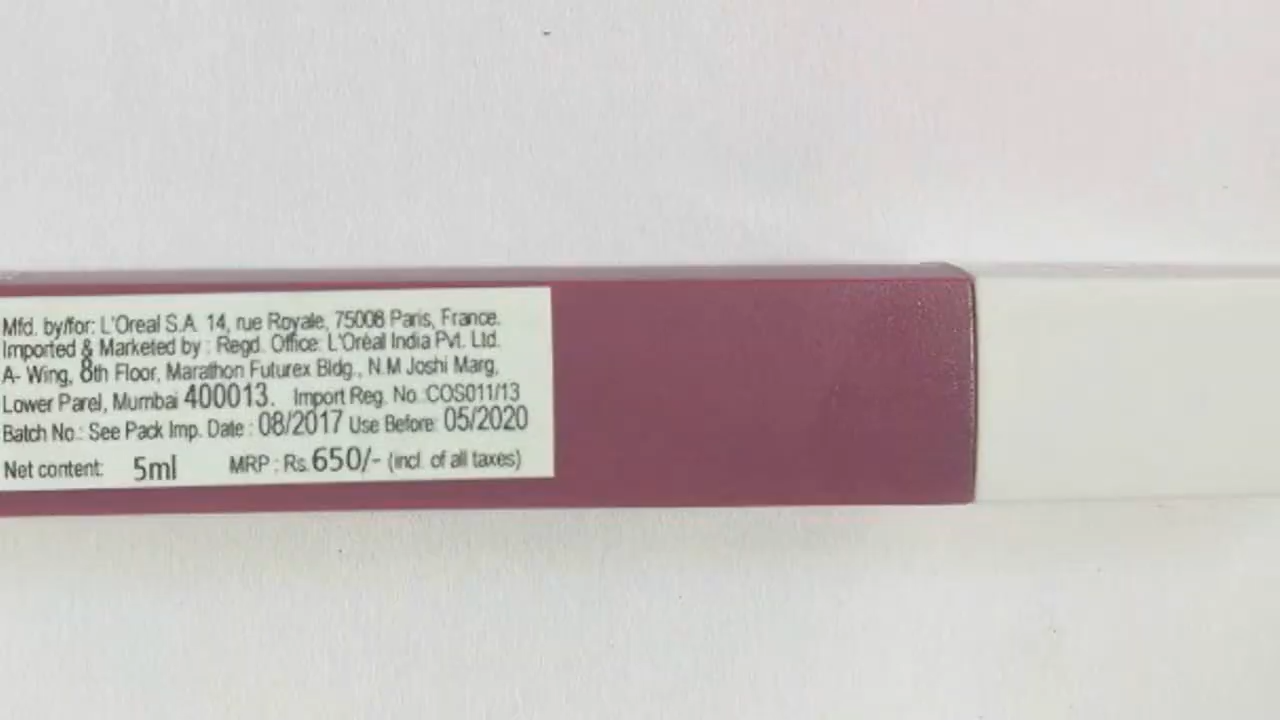 Mfd. by/for: L'Oreal S.A. 14, rue Royale, 75008 Paris, France.
Imported & Marketed by : Regd. Office: L'Oréal India Pvt. Ltd.
A- Wing, 8th Floor, Marathon Futurex Bldg., N.M Joshi Marg,
Lower Parel, Mumbai 400013. Import Reg. No.:COS011/13
Batch No.: See Pack Imp. Date : 08/2017 Use Before: 05/2020
Net content: 5ml MRP : Rs.650/- (incl. of all taxes)